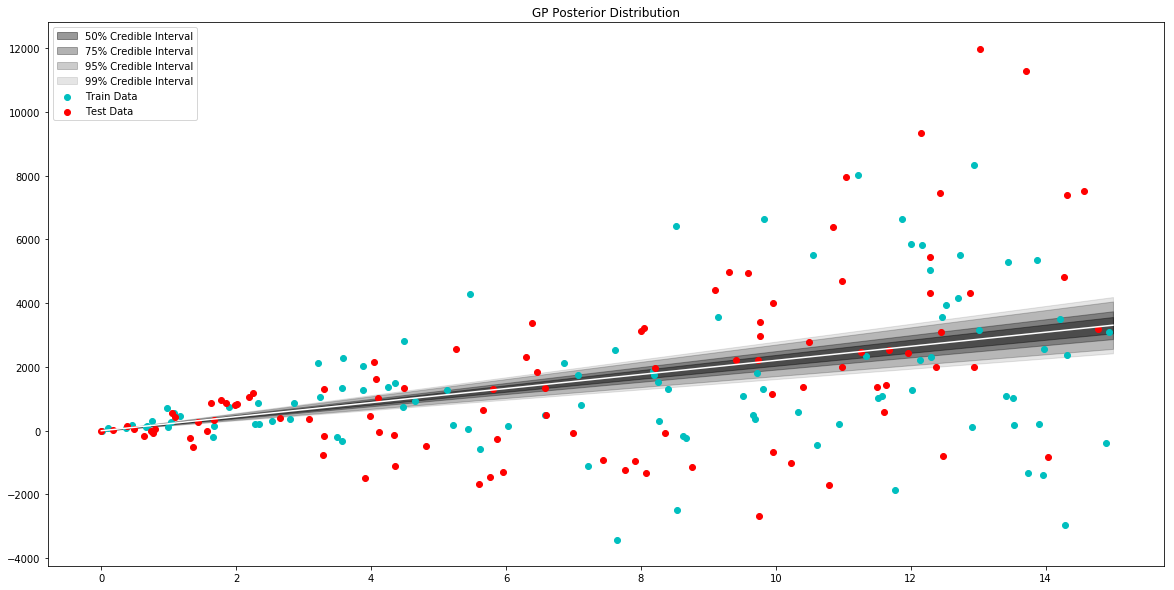 GP Posterior Distribution
50% Credible Interval
75% Credible Interval
95% Credible Interval
99% Credible Interval
Train Data
Test Data
12000
10000
8000
6000
4000
2000
0
−2000
−4000
0 2 4 6 8 10 12 14